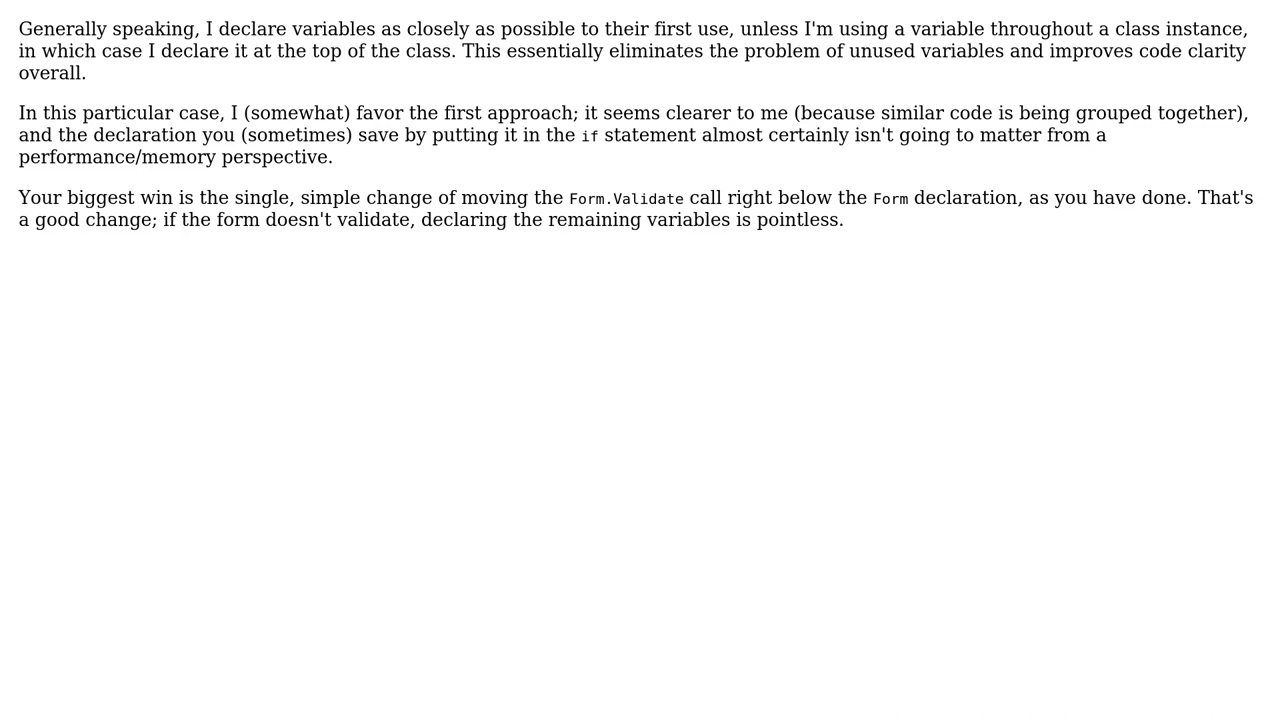 Generally speaking, I declare variables as closely as possible to their first use, unless I'm using a variable throughout a class instance,
in which case I declare it at the top of the class. This essentially eliminates the problem of unused variables and improves code clarity
overall.
In this particular case, I (somewhat) favor the first approach; it seems clearer to me (because similar code is being grouped together),
and the declaration you (sometimes) save by putting it in the if statement almost certainly isn't going to matter from a
performance/memory perspective.
Your biggest win is the single, simple change of moving the Form.Validate call right below the Form declaration, as you have done. That's
a good change; if the form doesn't validate, declaring the remaining variables is pointless.